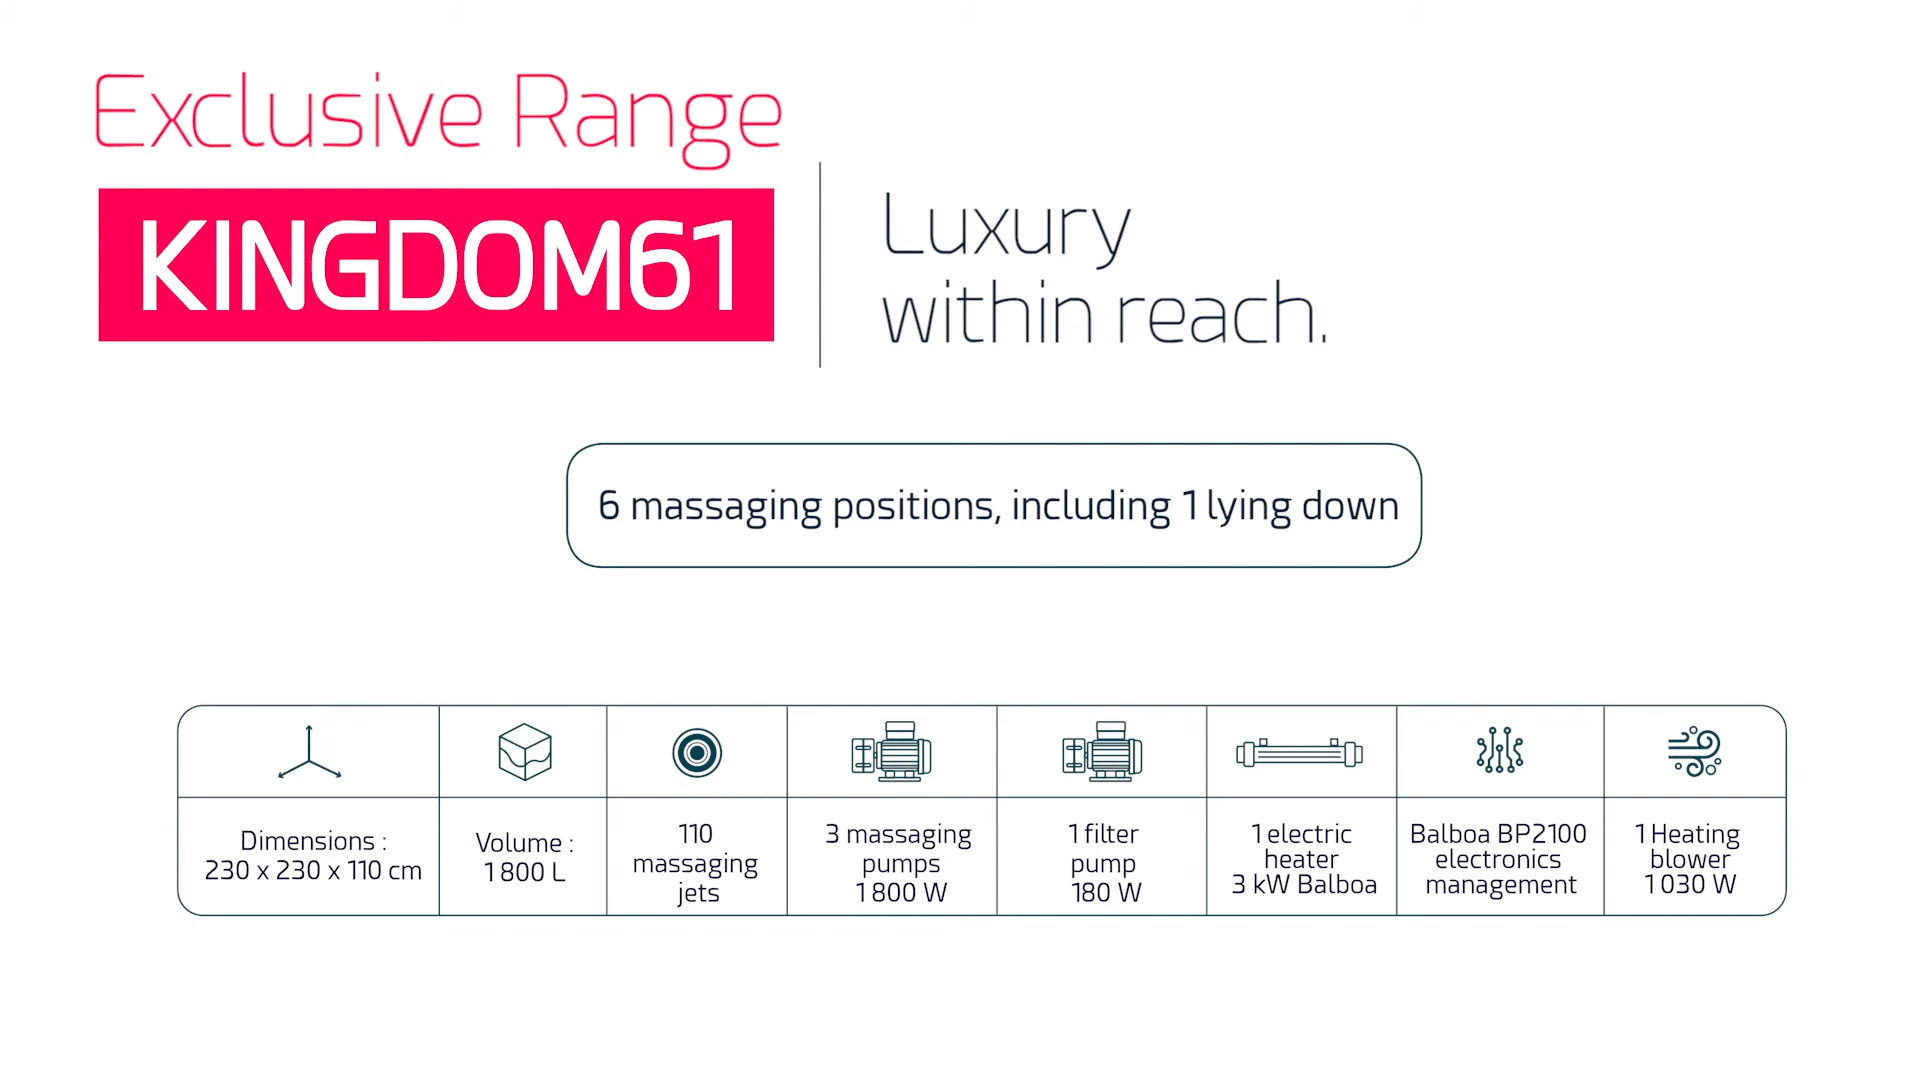 Exclusive Range
KINGDOM61
Luxury
within reach.
6 massaging positions, including 1 lying down
Dimensions :
230 x 230 x 110 cm
Volume :
1 800 L
110
massaging
jets
3 massaging
pumps
1 800 W
1 filter
pump
180 W
1 electric
heater
3 kW Balboa
Balboa BP2100
electronics
management
1 Heating
blower
1 030 W